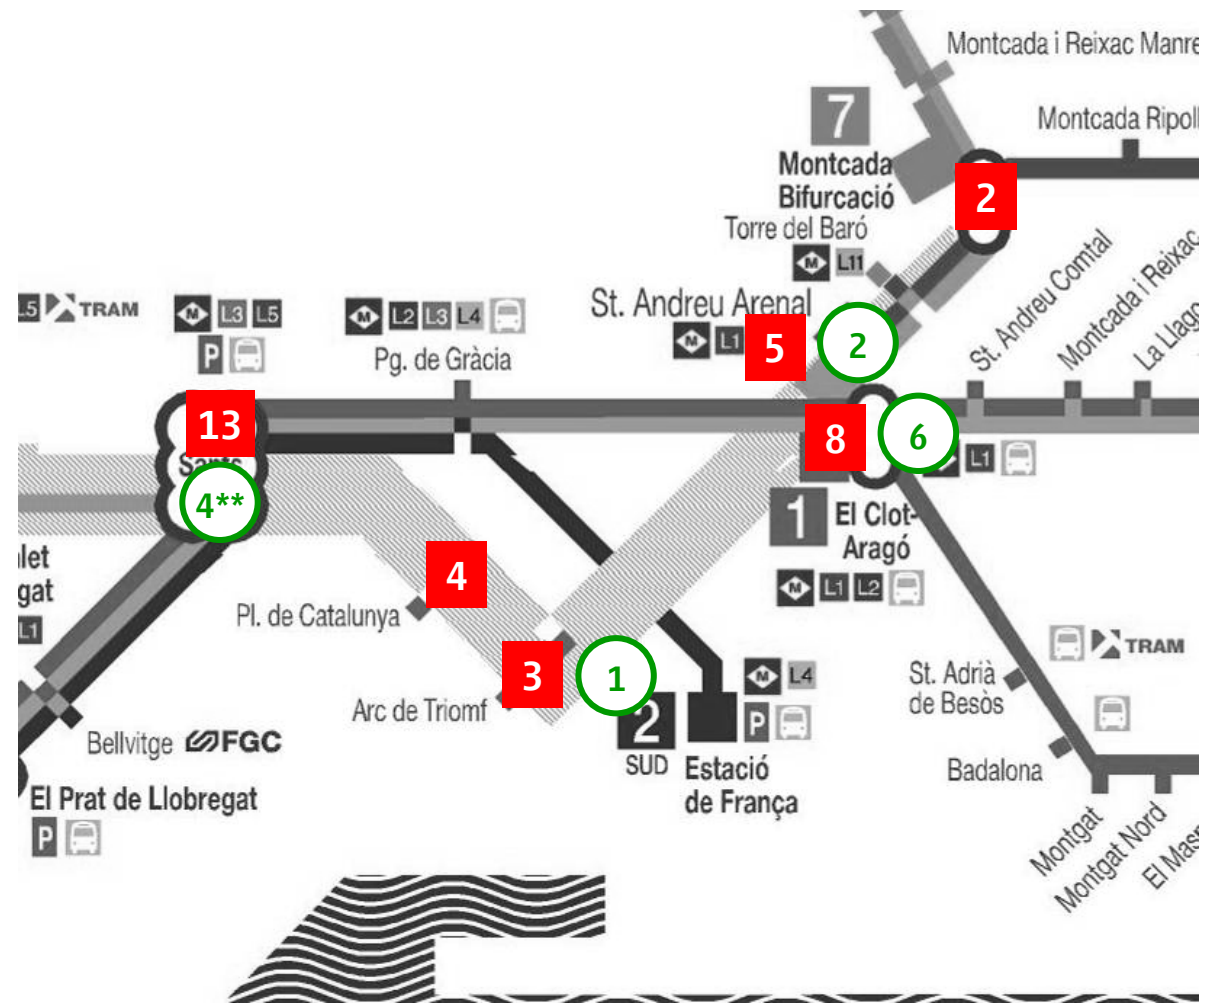 Montcada i Reixac Manre
7
Montcada Ripoll
Montcada
Bifurcació
2
Torre del Baró
M L11
St. Andreu Comtal
Montcada i Reixac
La Llago
L5 TRAM
M L3 L5
P
M L2 L3 L4
Pg. de Gràcia
St. Andreu Arenal
M L1
5
2
13
8
6
Sants
4**
L1
1
El Clot-
Aragó
M L1 L2
let
gat
L1
4
Pl. de Catalunya
3
1
Arc de Triomf
2
SUD
M L4
P
Estació
de França
TRAM
St. Adrià
de Besòs
Badalona
Montgat
Montgat Nord
El Mas
Bellvitge FGC
El Prat de Llobregat
P